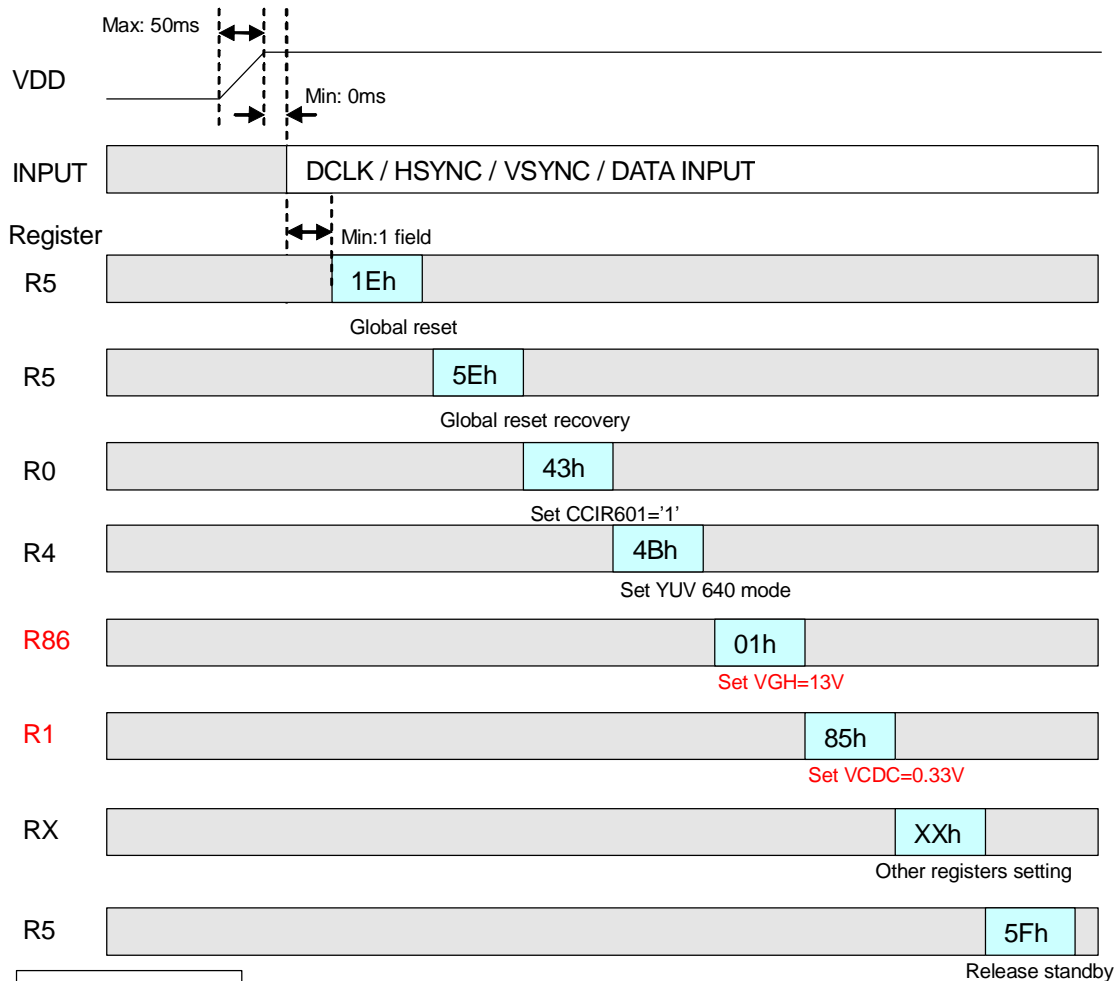 Max: 50ms
VDD
Min: 0ms
INPUT DCLK / HSYNC / VSYNC / DATA INPUT
Register
Min:1 field
R5 1Eh
Global reset
R5 5Eh
Global reset recovery
R0 43h
Set CCIR601='1'
R4 4Bh
Set YUV 640 mode
R86 01h
Set VGH=13V
R1 85h
Set VCDC=0.33V
RX XXh
Other registers setting
R5 5Fh
Release standby